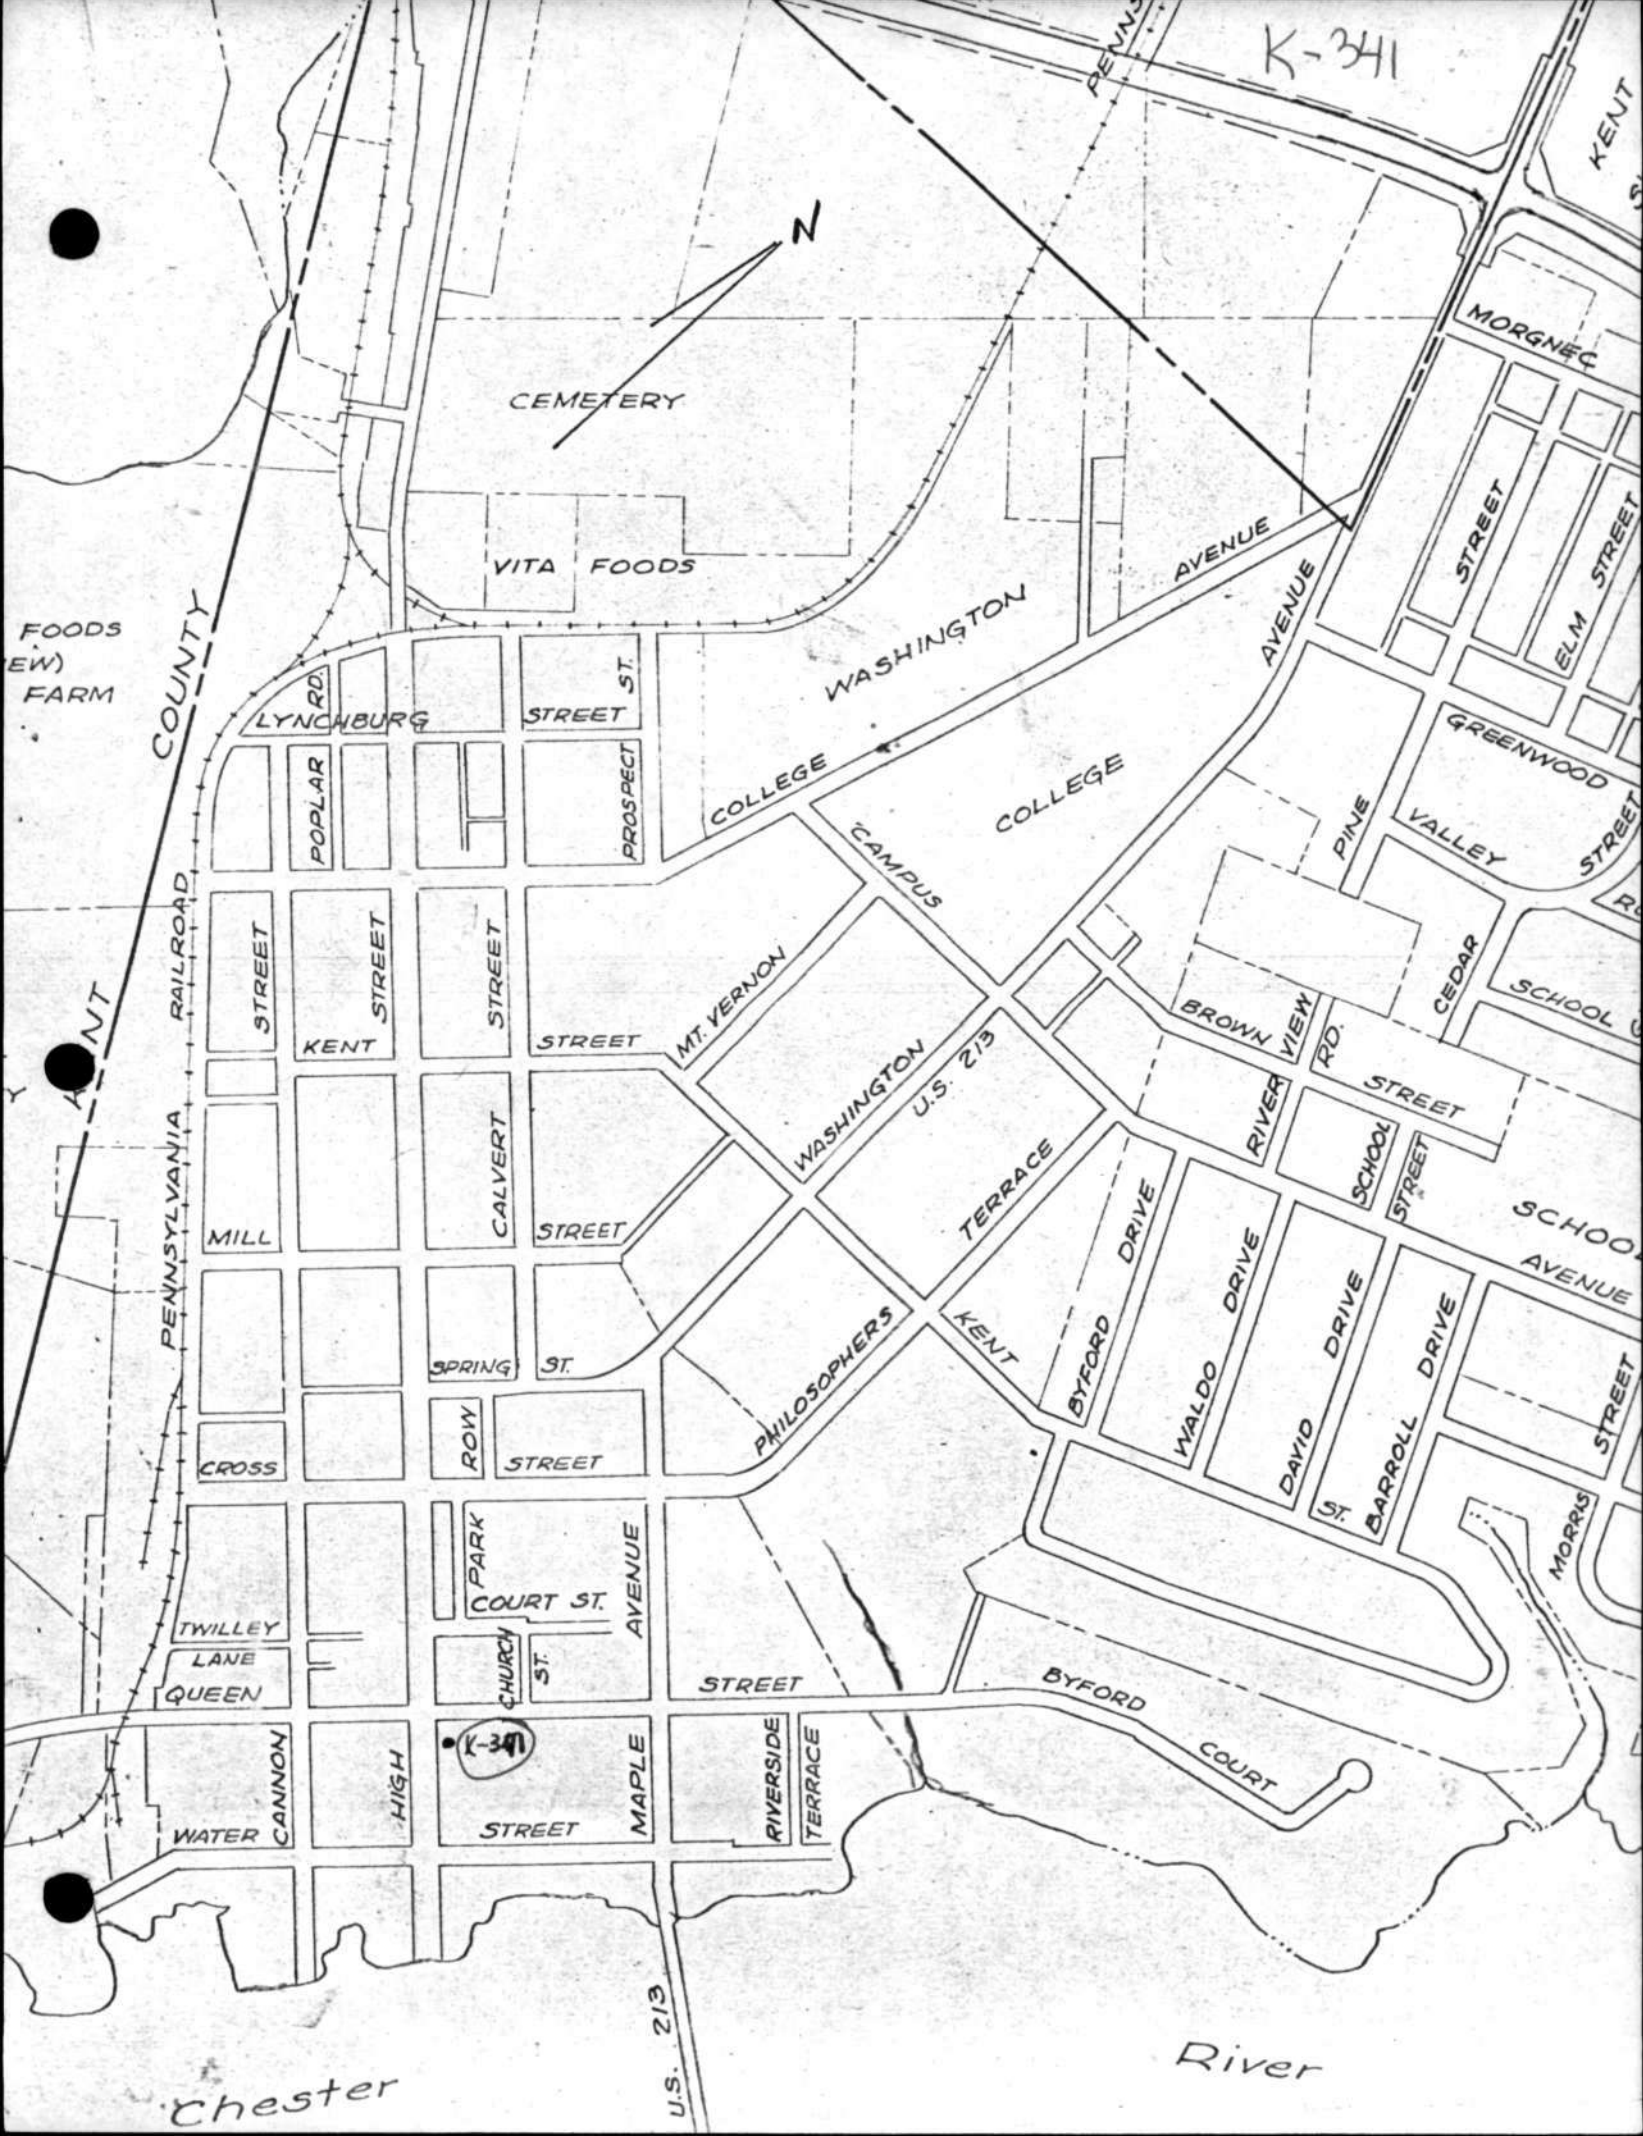 K-341
PENNS
KENT
N
MORGNEC
CEMETERY
STREET
STREET
ELM
AVENUE
AVENUE
VITA FOODS
WASHINGTON
FOODS
EW)
FARM
COUNTY
KENT
RD.
ST.
LYNCHBURG STREET
POPLAR
PROSPECT
COLLEGE
COLLEGE
CAMPUS
GREENWOOD
PINE
VALLEY
STREET
RAILROAD
STREET
STREET
STREET
CEDAR
SCHOOL
MT. VERNON
KENT STREET
BROWN
VIEW
RD.
STREET
WASHINGTON
U.S. 213
RIVER
SCHOOL
STREET
PENNSYLVANIA
CALVERT
MILL STREET
TERRACE
DRIVE
DRIVE
SCHOOL
AVENUE
SPRING ST.
PHILOSOPHERS
KENT
BYFORD
WALDO
DRIVE
DRIVE
DAVID
BARROLL
STREET
ROW
CROSS STREET
ST.
MORRIS
PARK
AVENUE
COURT ST.
TWILLEY
LANE
CHURCH
ST.
QUEEN STREET
BYFORD
COURT
K-341
CANNON
HIGH
MAPLE
RIVERSIDE
TERRACE
WATER STREET
U.S. 213
Chester River